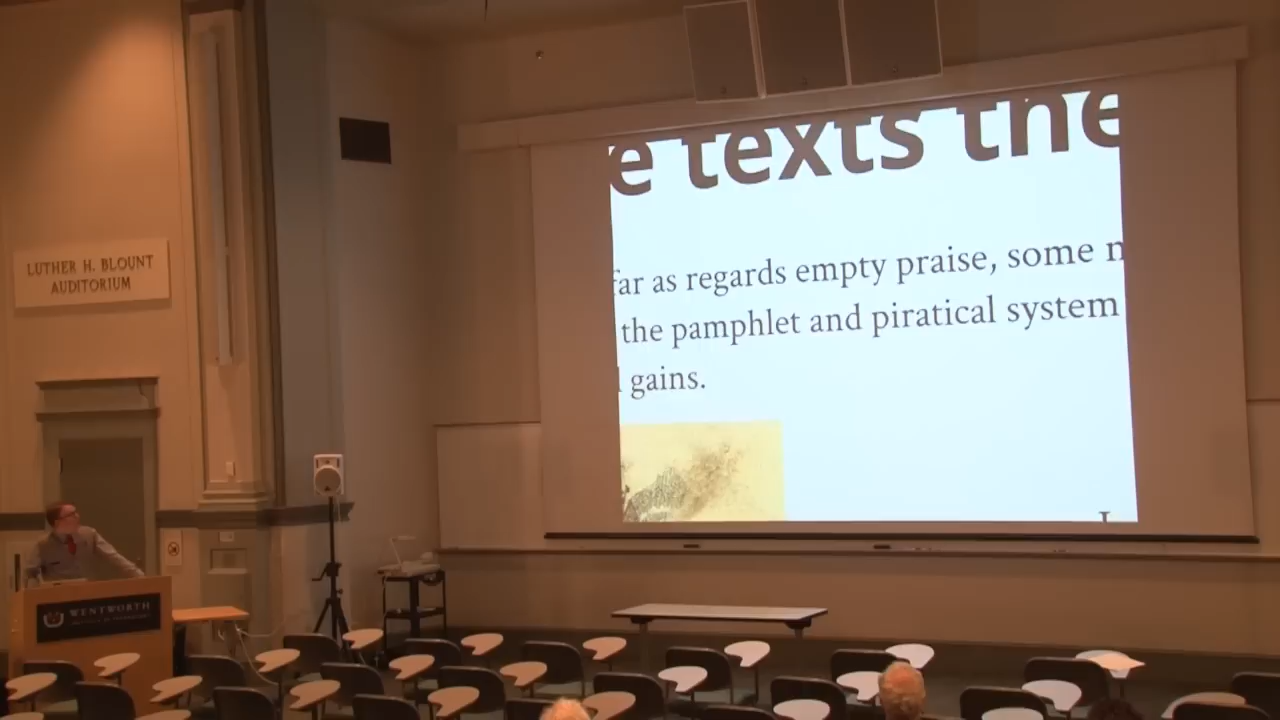 e texts the
far as regards empty praise, some n
the pamphlet and piratical system
gains.
LUTHER H. BLOUNT
AUDITORIUM
WENTWORTH